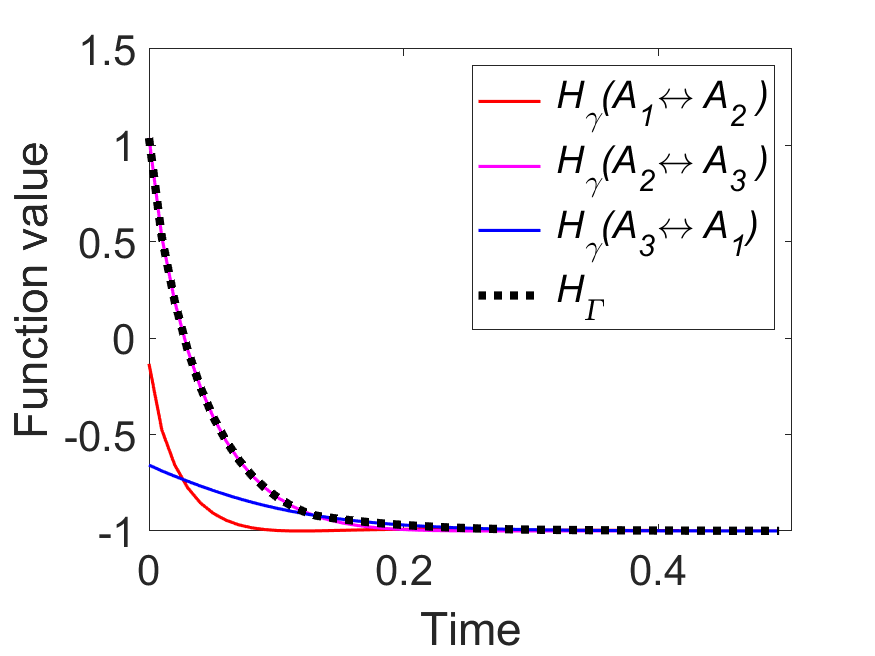 1.5
1
0.5
0
-0.5
-1
0
0.2
0.4
Function value
Time
Hγ(A1↔A2)
Hγ(A2↔A3)
Hγ(A3↔A1)
HΓ